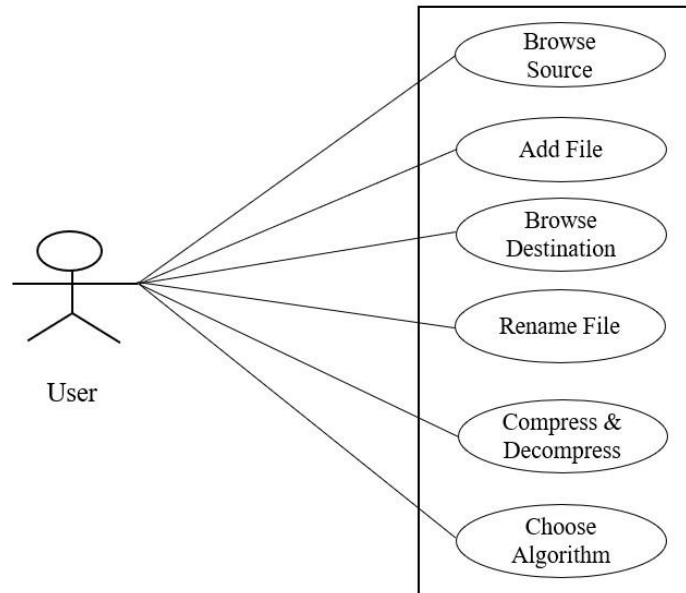 Browse
Source
Add File
Browse
Destination
Rename File
User
Compress &
Decompress
Choose
Algorithm